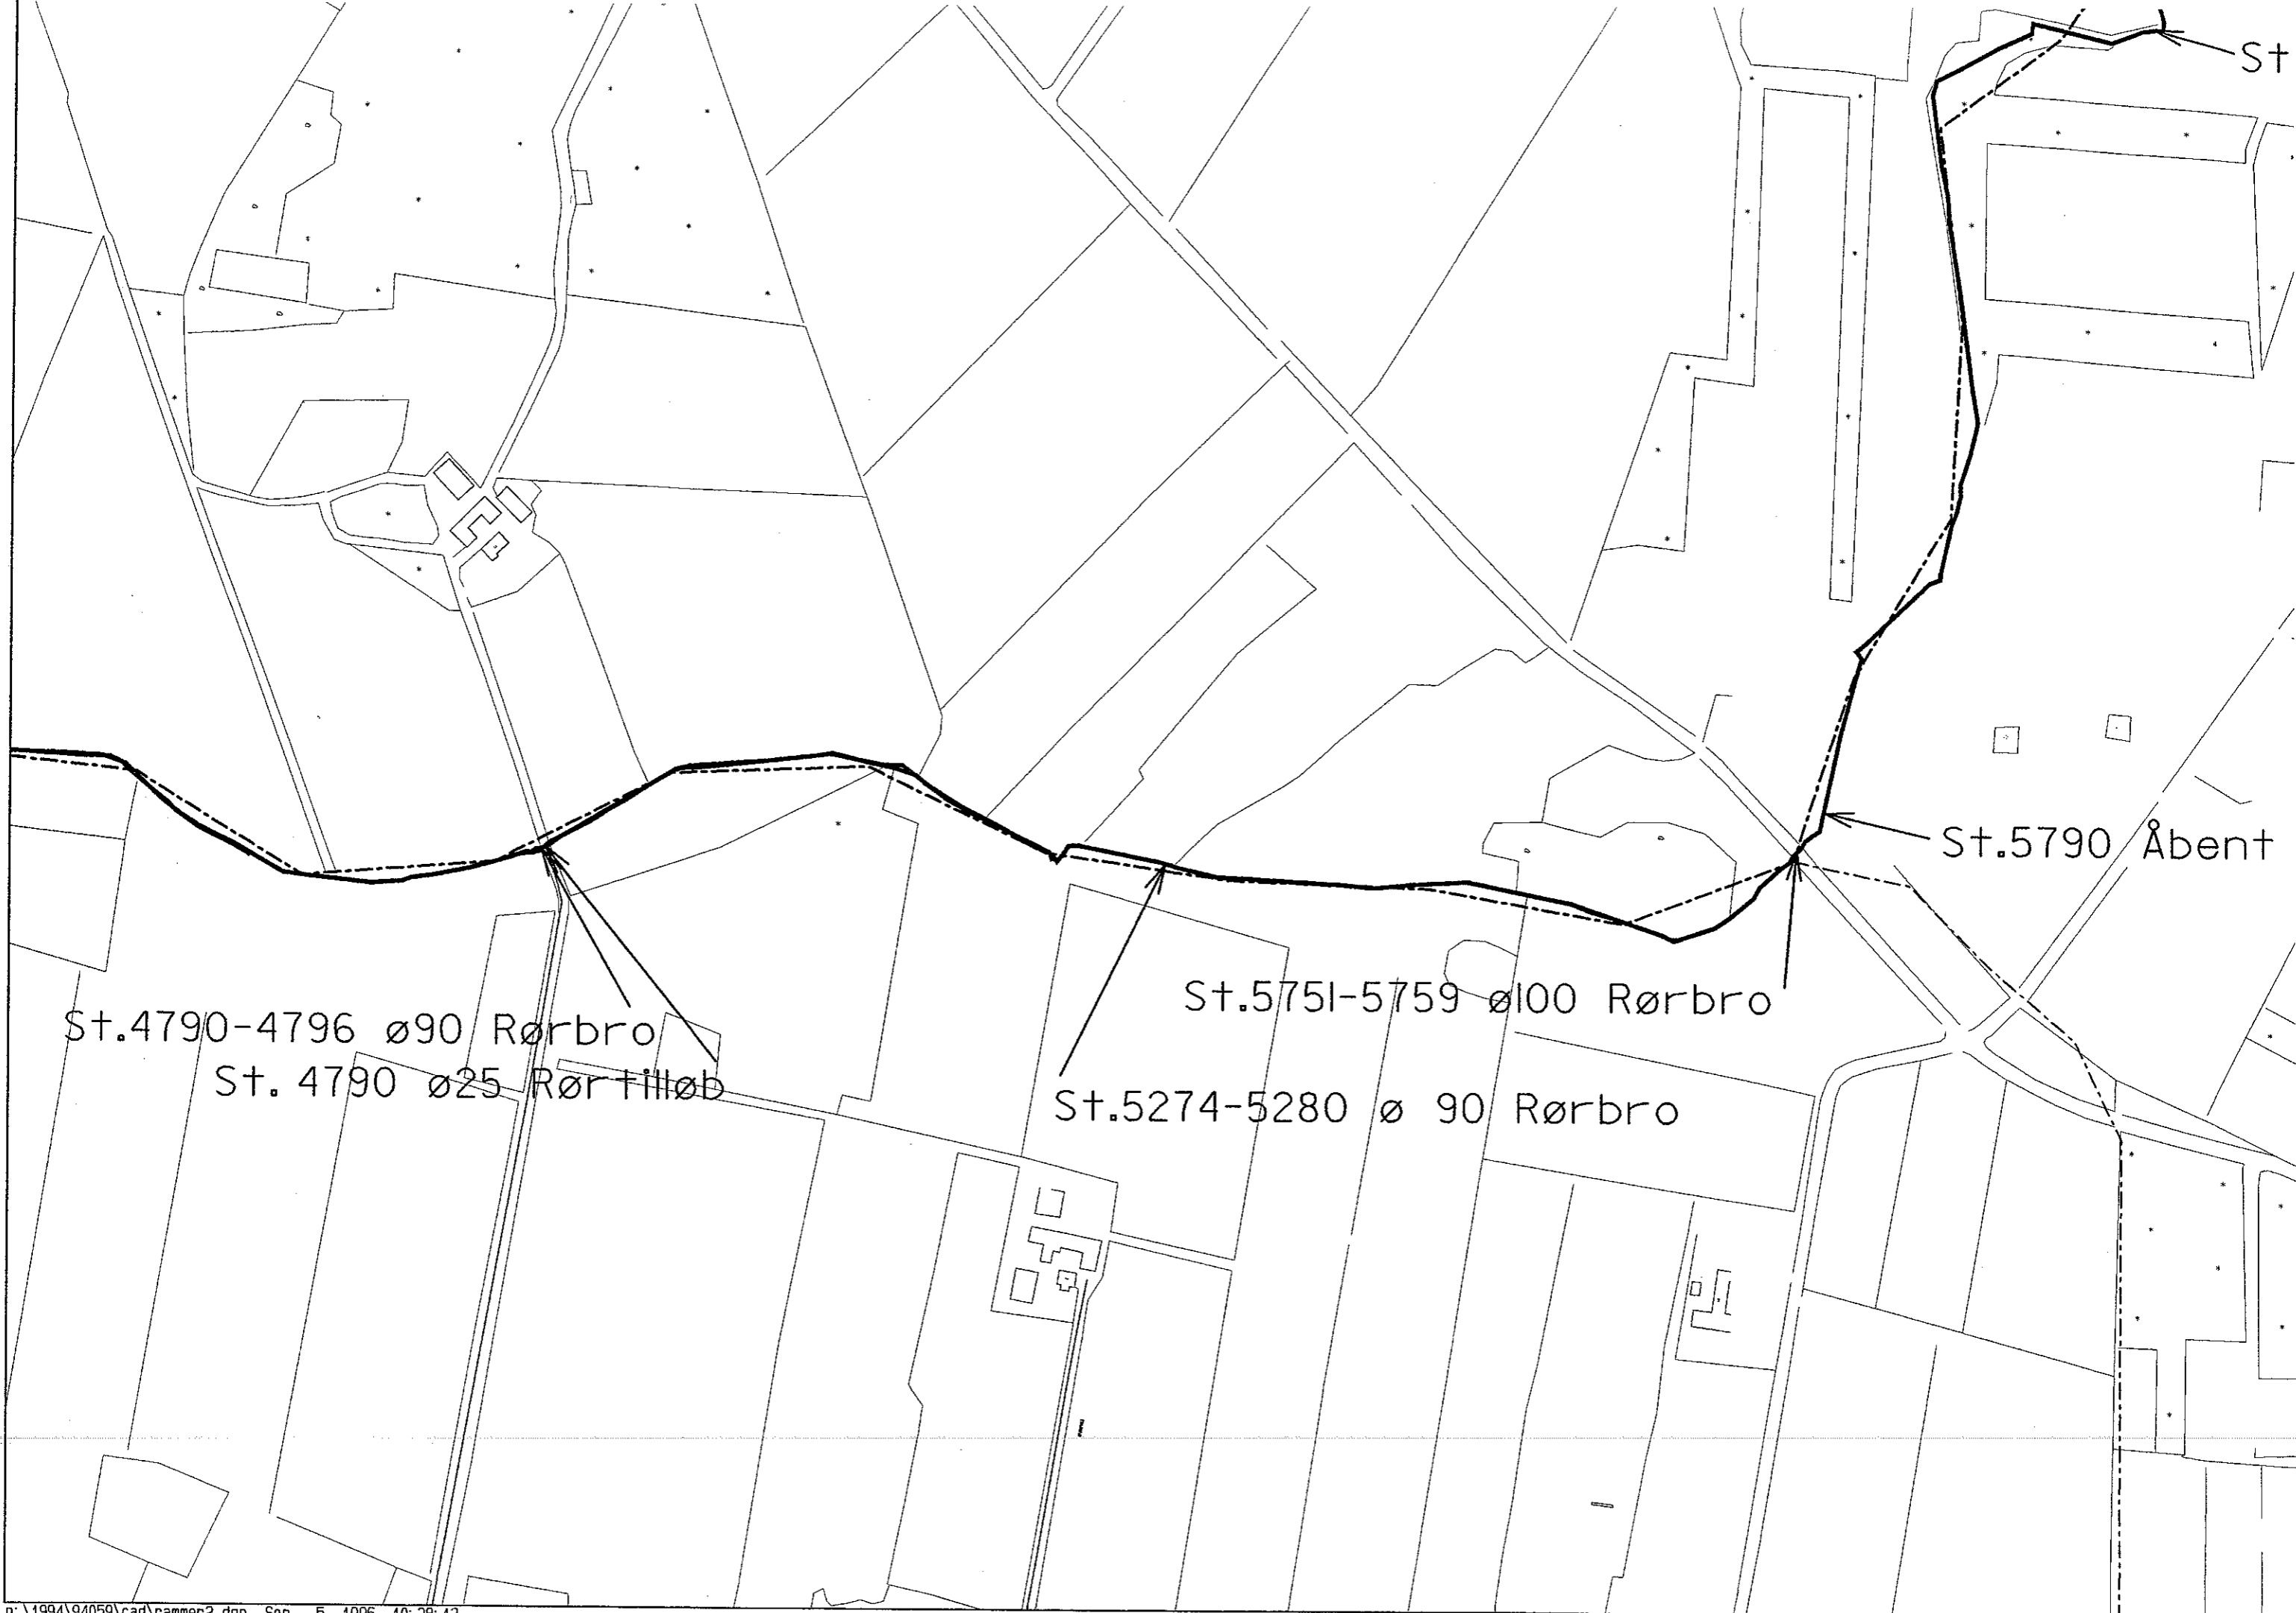 St
St.5790 Åbent
St.5751-5759 ø100 Rørbro
St.4790-4796 ø90 Rørbro
St. 4790 ø25 Rørtilløb
St.5274-5280 ø 90 Rørbro